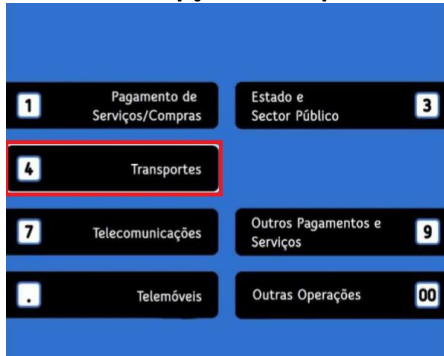 1
Pagamento de
Serviços/Compras
Estado e
Sector Público
3
4
Transportes
7
Telecomunicações
Outros Pagamentos e
Serviços
9
.
Telemóveis
Outras Operações
00